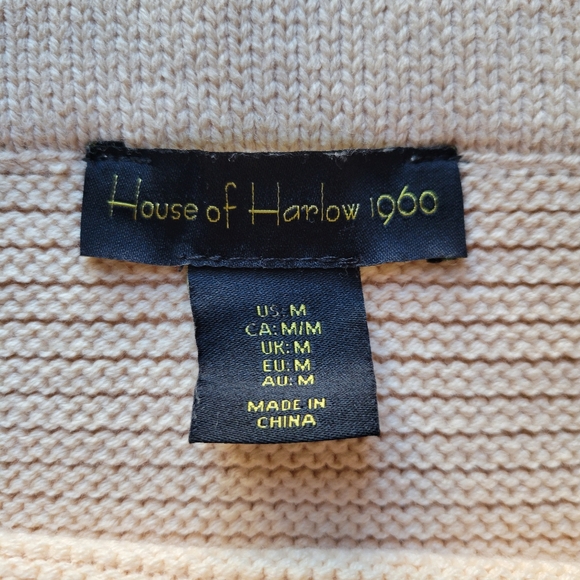 House of Harlow 1960
US: M
CA: M/M
UK: M
EU: M
AU: M
MADE IN
CHINA